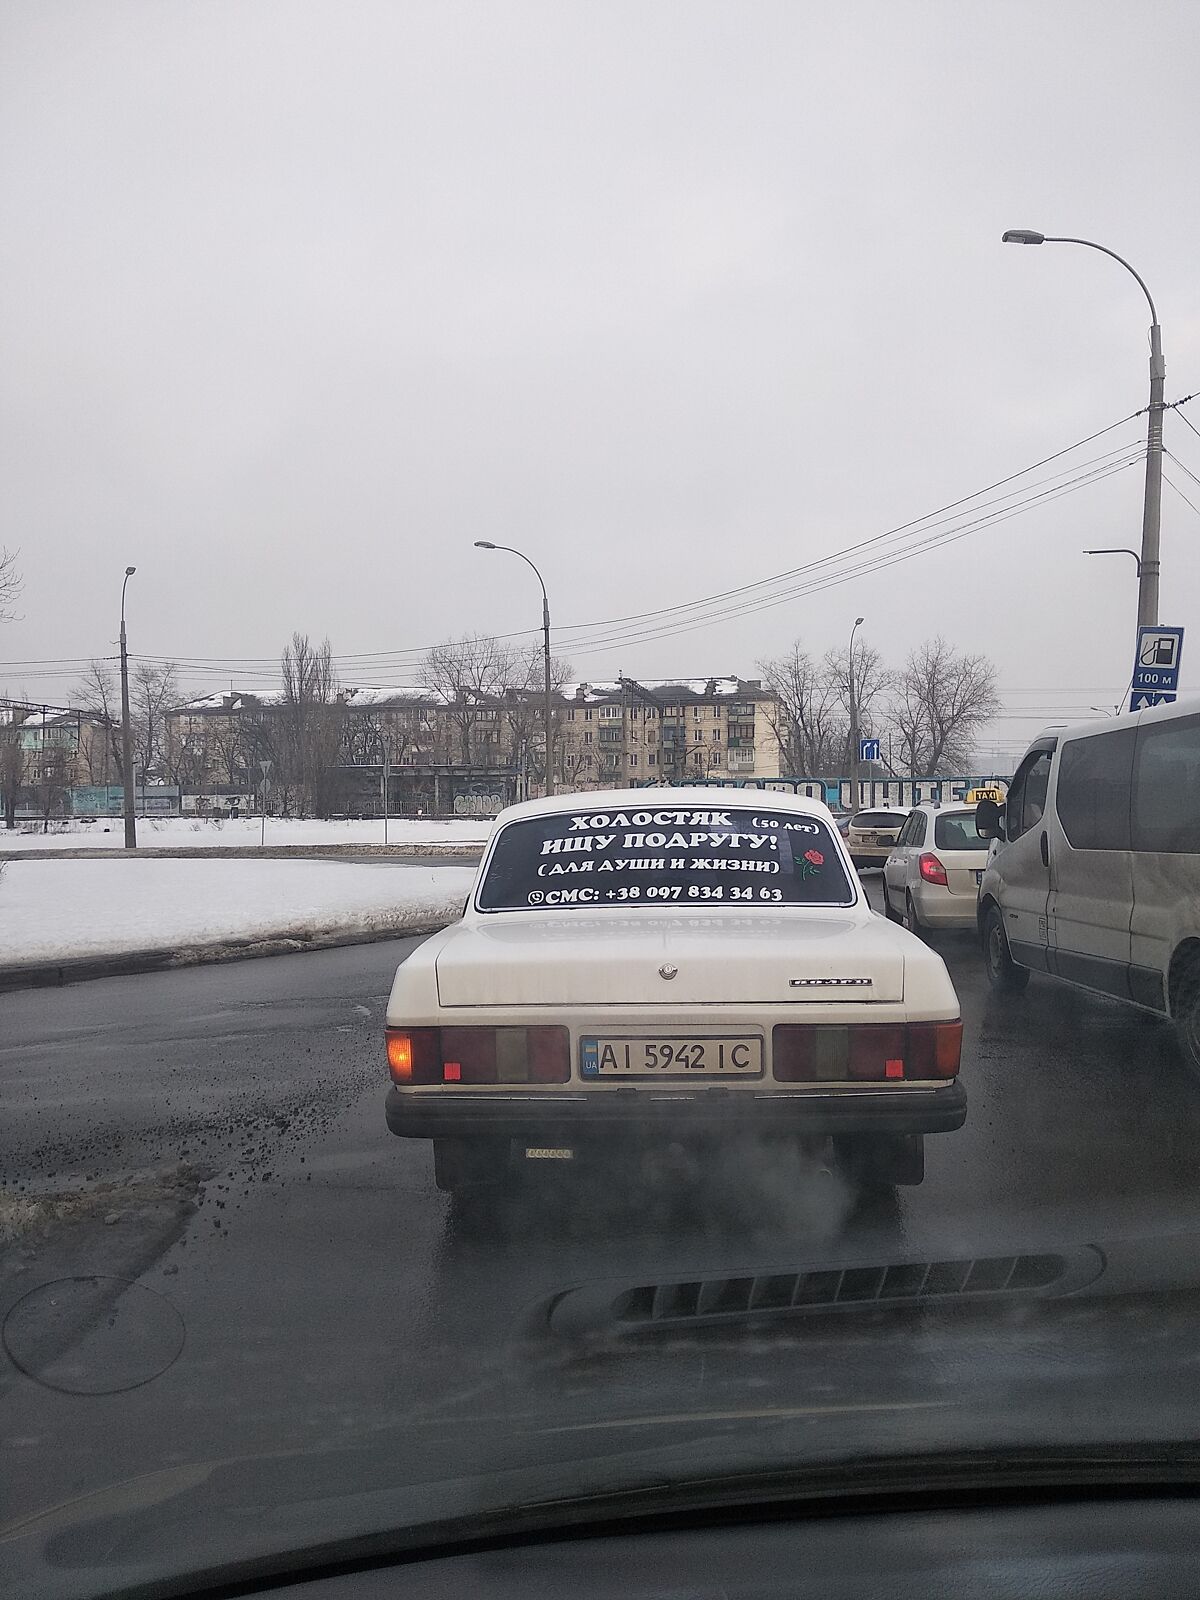 100 м
TAXI
ХОЛОСТЯК (50 лет)
ИЩУ ПОДРУГУ!
(ДЛЯ ДУШИ И ЖИЗНИ)
СМС: +38 097 834 34 63
ВОЛГА
UA AI 5942 IC